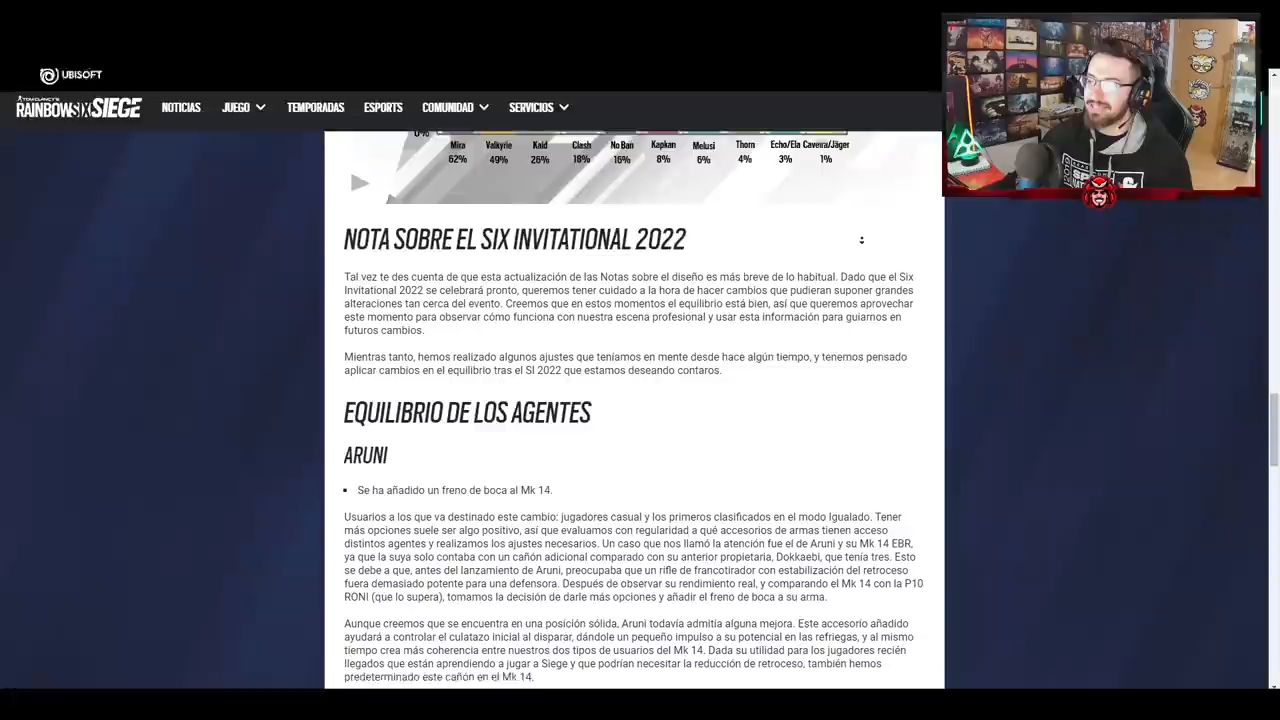 UBISOFT
TOM CLANCY'S
RAINBOW SIX SIEGE
NOTICIAS JUEGO TEMPORADAS ESPORTS COMUNIDAD SERVICIOS
0%
Mira Valkyrie Kaid Clash No Ban Kapkan Melusi Thorn Echo/Ela Caveira/Jäger
62% 49% 26% 18% 16% 8% 6% 4% 3% 1%
NOTA SOBRE EL SIX INVITATIONAL 2022
Tal vez te des cuenta de que esta actualización de las Notas sobre el diseño es más breve de lo habitual. Dado que el Six
Invitational 2022 se celebrará pronto, queremos tener cuidado a la hora de hacer cambios que pudieran suponer grandes
alteraciones tan cerca del evento. Creemos que en estos momentos el equilibrio está bien, así que queremos aprovechar
este momento para observar cómo funciona con nuestra escena profesional y usar esta información para guiarnos en
futuros cambios.
Mientras tanto, hemos realizado algunos ajustes que teníamos en mente desde hace algún tiempo, y tenemos pensado
aplicar cambios en el equilibrio tras el SI 2022 que estamos deseando contaros.
EQUILIBRIO DE LOS AGENTES
ARUNI
▪ Se ha añadido un freno de boca al Mk 14.
Usuarios a los que va destinado este cambio: jugadores casual y los primeros clasificados en el modo Igualado. Tener
más opciones suele ser algo positivo, así que evaluamos con regularidad a qué accesorios de armas tienen acceso
distintos agentes y realizamos los ajustes necesarios. Un caso que nos llamó la atención fue el de Aruni y su Mk 14 EBR,
ya que la suya solo contaba con un cañón adicional comparado con su anterior propietaria, Dokkaebi, que tenía tres. Esto
se debe a que, antes del lanzamiento de Aruni, preocupaba que un rifle de francotirador con estabilización del retroceso
fuera demasiado potente para una defensora. Después de observar su rendimiento real, y comparando el Mk 14 con la P10
RONI (que lo supera), tomamos la decisión de darle más opciones y añadir el freno de boca a su arma.
Aunque creemos que se encuentra en una posición sólida, Aruni todavía admitía alguna mejora. Este accesorio añadido
ayudará a controlar el culatazo inicial al disparar, dándole un pequeño impulso a su potencial en las refriegas, y al mismo
tiempo crea más coherencia entre nuestros dos tipos de usuarios del Mk 14. Dada su utilidad para los jugadores recién
llegados que están aprendiendo a jugar a Siege y que podrían necesitar la reducción de retroceso, también hemos
predeterminado este cañón en el Mk 14.